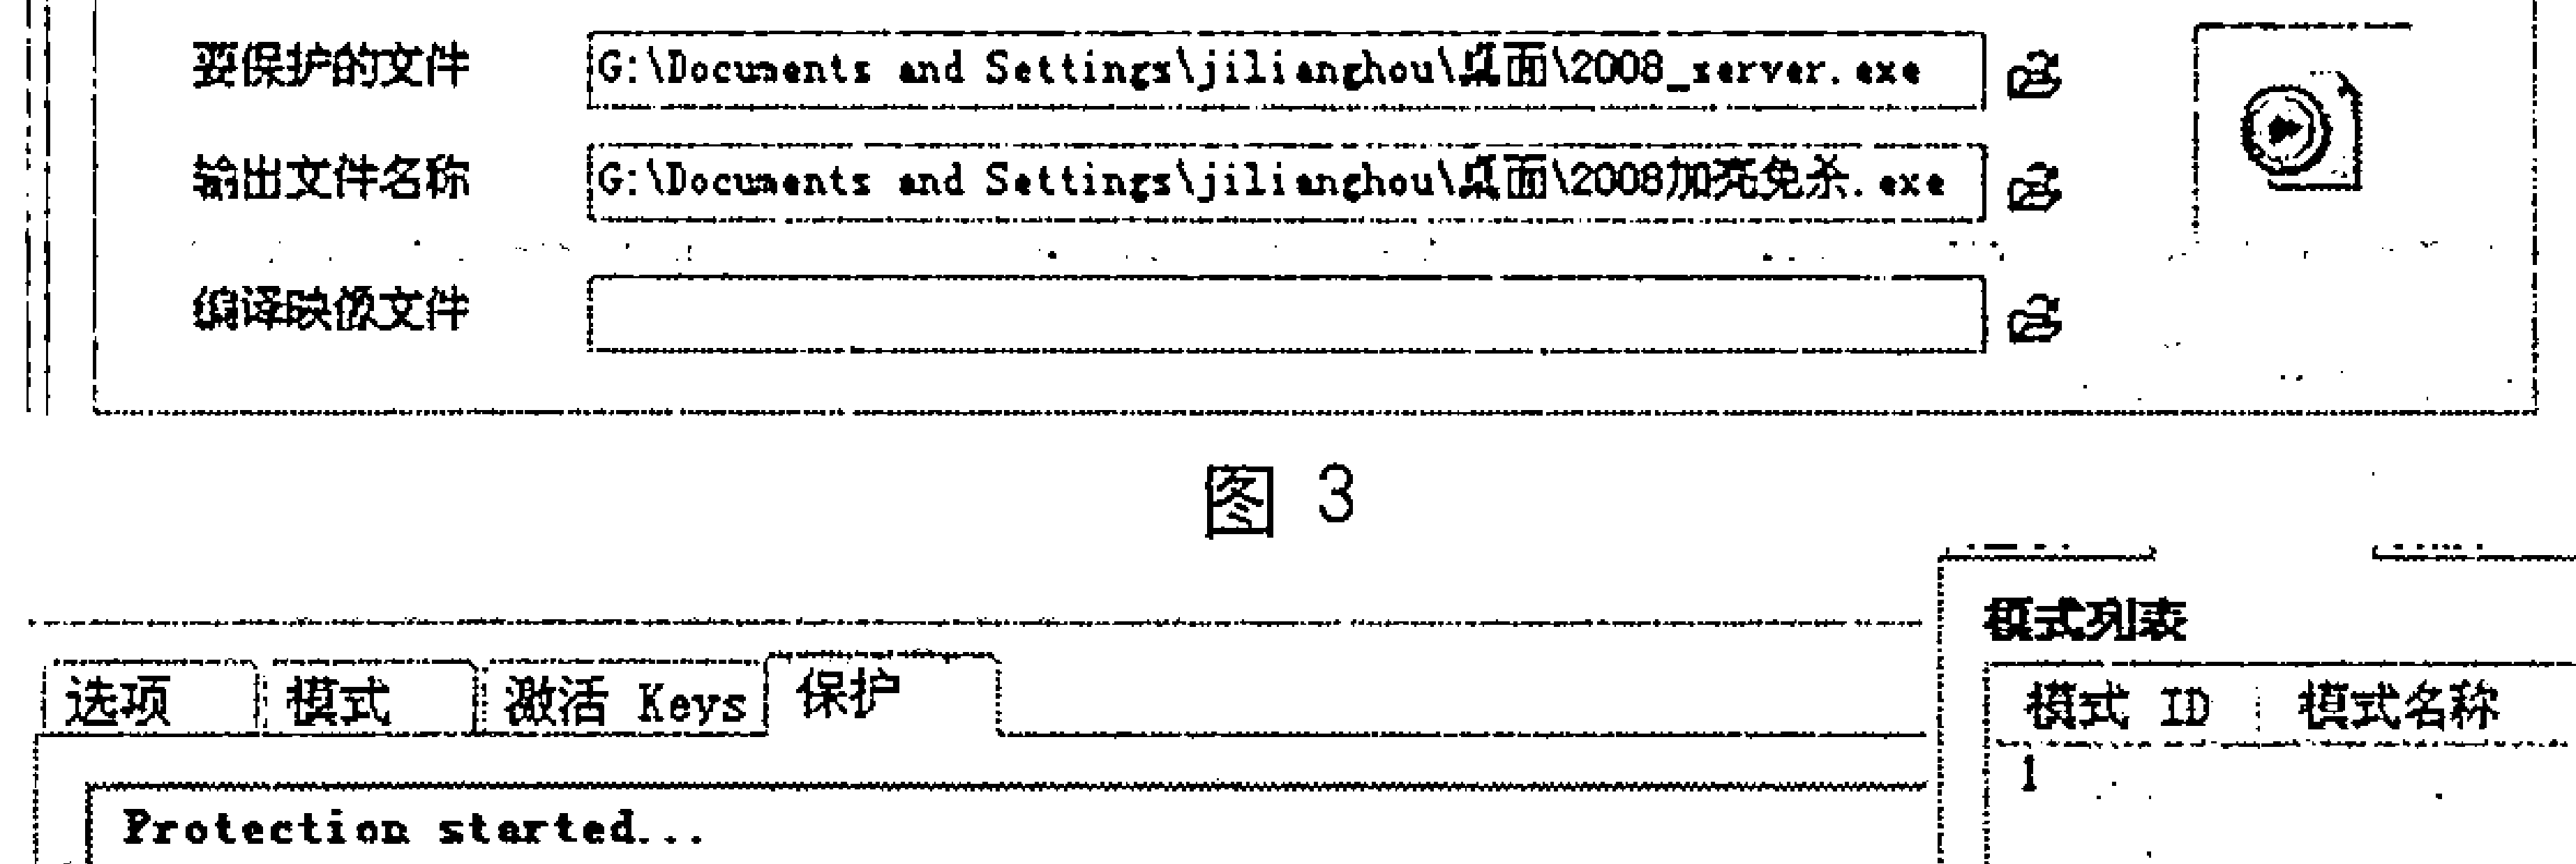 要保护的文件 G:\Documents and Settings\jilianghou\桌面\2008_server.exe
输出文件名称 G:\Documents and Settings\jilianghou\桌面\2008加壳免杀.exe
编译映像文件
图 3
选项 模式 激活 Keys 保护
Protection started...
模式列表
模式 ID 模式名称
1